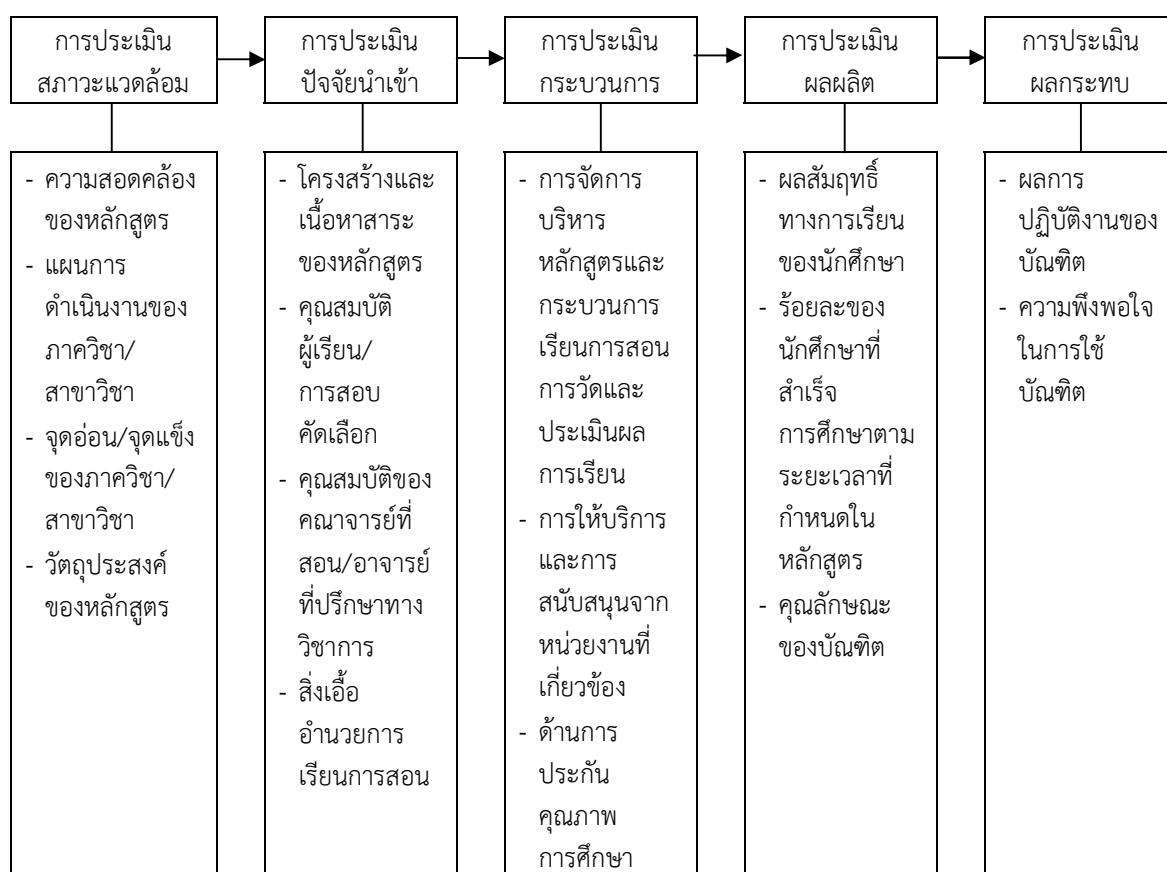 การประเมิน
สภาวะแวดล้อม
การประเมิน
ปัจจัยนำเข้า
การประเมิน
กระบวนการ
การประเมิน
ผลผลิต
การประเมิน
ผลกระทบ
- ความสอดคล้อง
ของหลักสูตร
- แผนการ
ดำเนินงานของ
ภาควิชา/
สาขาวิชา
- จุดอ่อน/จุดแข็ง
ของภาควิชา/
สาขาวิชา
- วัตถุประสงค์
ของหลักสูตร
- โครงสร้างและ
เนื้อหาสาระ
ของหลักสูตร
- คุณสมบัติ
ผู้เรียน/
การสอบ
คัดเลือก
- คุณสมบัติของ
คณาจารย์ที่
สอน/อาจารย์
ที่ปรึกษาทาง
วิชาการ
- สิ่งเอื้อ
อำนวยการ
เรียนการสอน
- การจัดการ
บริหาร
หลักสูตรและ
กระบวนการ
เรียนการสอน
การวัดและ
ประเมินผล
การเรียน
- การให้บริการ
และการ
สนับสนุนจาก
หน่วยงานที่
เกี่ยวข้อง
- ด้านการ
ประกัน
คุณภาพ
การศึกษา
- ผลสัมฤทธิ์
ทางการเรียน
ของนักศึกษา
- ร้อยละของ
นักศึกษาที่
สำเร็จ
การศึกษาตาม
ระยะเวลาที่
กำหนดใน
หลักสูตร
- คุณลักษณะ
ของบัณฑิต
- ผลการ
ปฏิบัติงานของ
บัณฑิต
- ความพึงพอใจ
ในการใช้
บัณฑิต